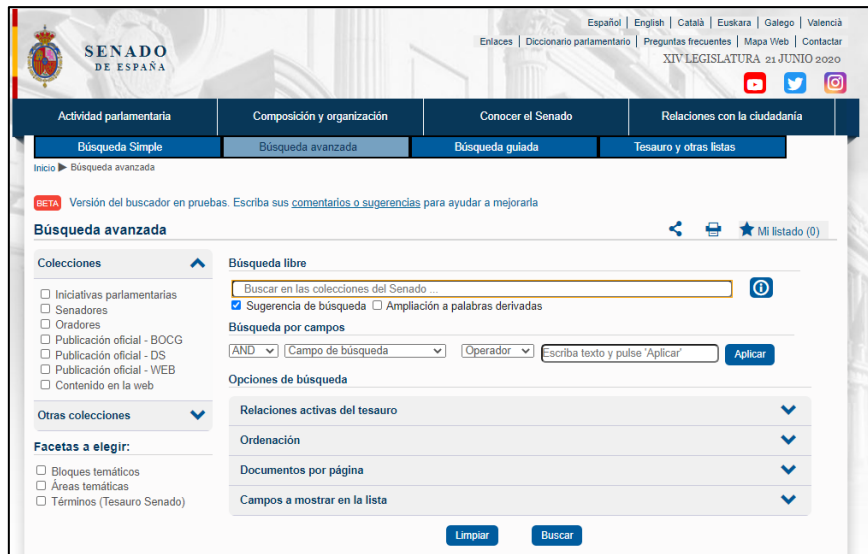 Español | English | Català | Euskara | Galego | Valencià
Enlaces | Diccionario parlamentario | Preguntas frecuentes | Mapa Web | Contactar
SENADO
DE ESPAÑA
XIV LEGISLATURA 21 JUNIO 2020
Actividad parlamentaria Composición y organización Conocer el Senado Relaciones con la ciudadanía
Búsqueda Simple Búsqueda avanzada Búsqueda guiada Tesauro y otras listas
Inicio ▶ Búsqueda avanzada
BETA Versión del buscador en pruebas. Escriba sus comentarios o sugerencias para ayudar a mejorarla
Búsqueda avanzada
Mi listado (0)
Colecciones
Iniciativas parlamentarias
Senadores
Oradores
Publicación oficial - BOCG
Publicación oficial - DS
Publicación oficial - WEB
Contenido en la web
Otras colecciones
Facetas a elegir:
Bloques temáticos
Áreas temáticas
Términos (Tesauro Senado)
Búsqueda libre
Buscar en las colecciones del Senado ...
Sugerencia de búsqueda Ampliación a palabras derivadas
Búsqueda por campos
AND Campo de búsqueda Operador Escriba texto y pulse 'Aplicar' Aplicar
Opciones de búsqueda
Relaciones activas del tesauro
Ordenación
Documentos por página
Campos a mostrar en la lista
Limpiar Buscar